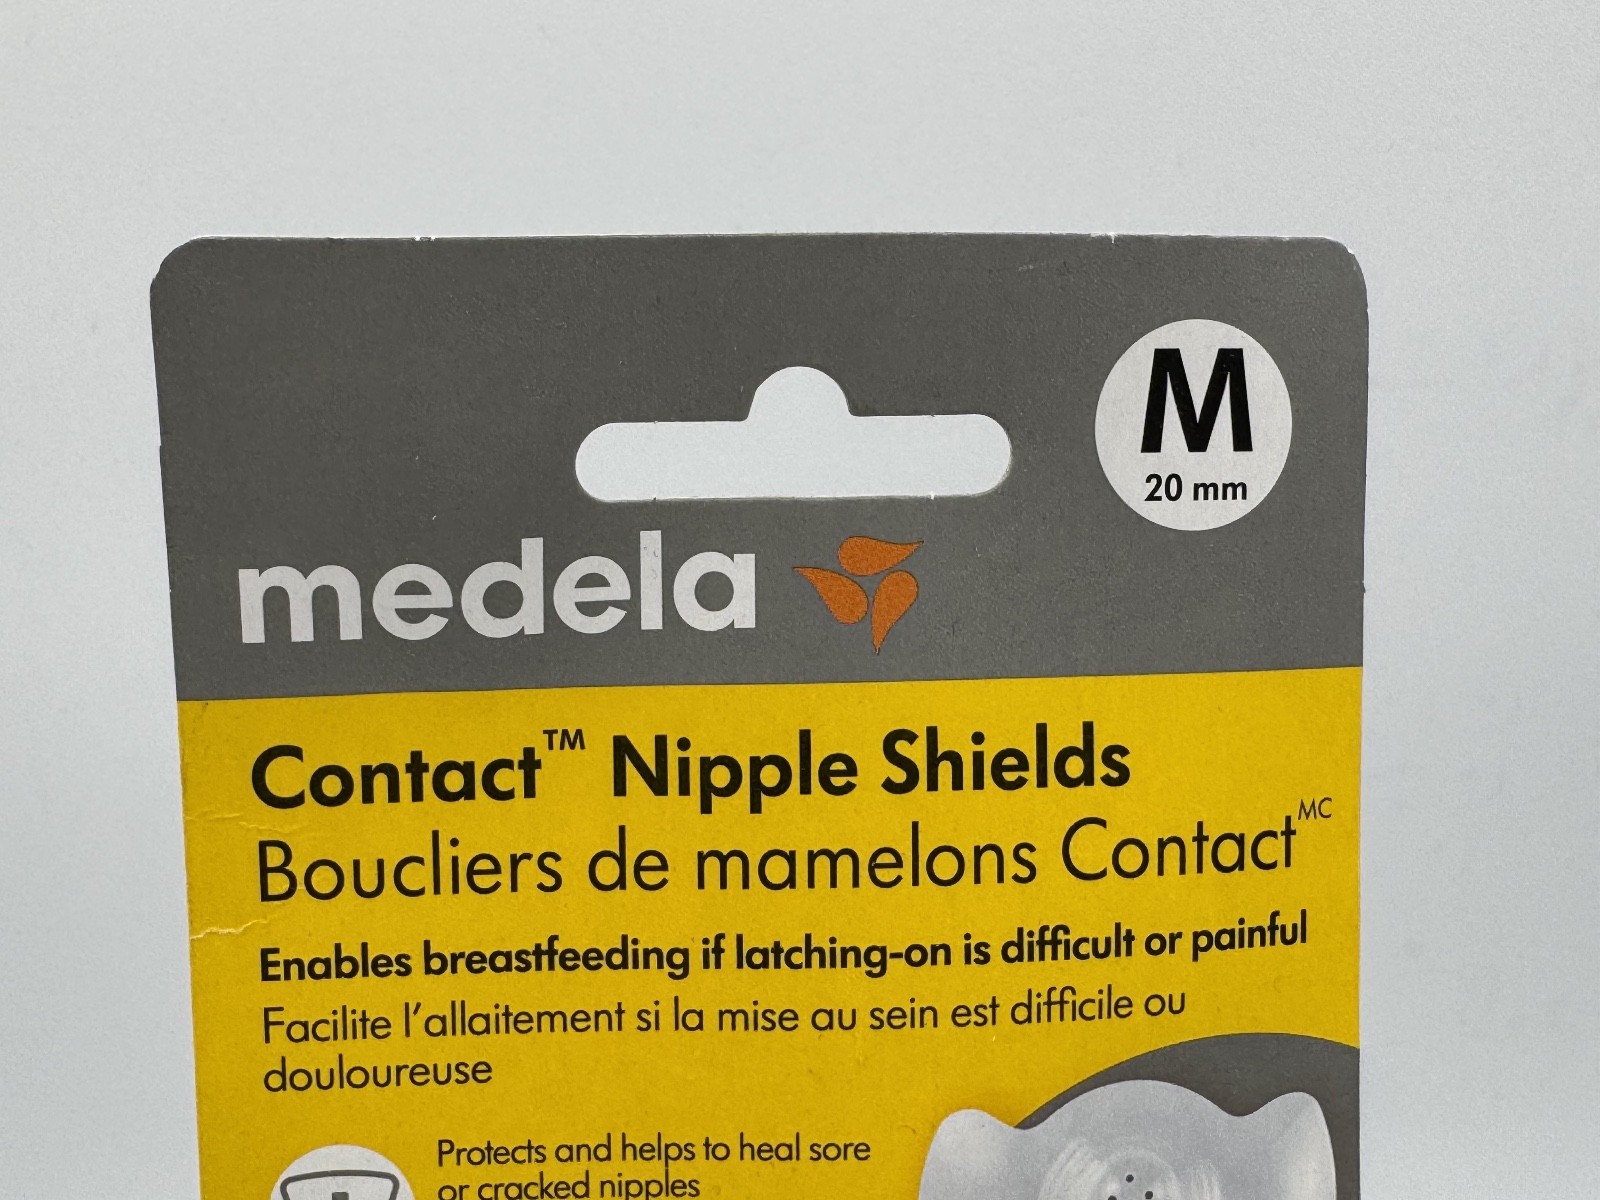 M
20 mm
medela
Contact™ Nipple Shields
Boucliers de mamelons Contact MC
Enables breastfeeding if latching-on is difficult or painful
Facilite l'allaitement si la mise au sein est difficile ou
douloureuse
Protects and helps to heal sore
or cracked nipples